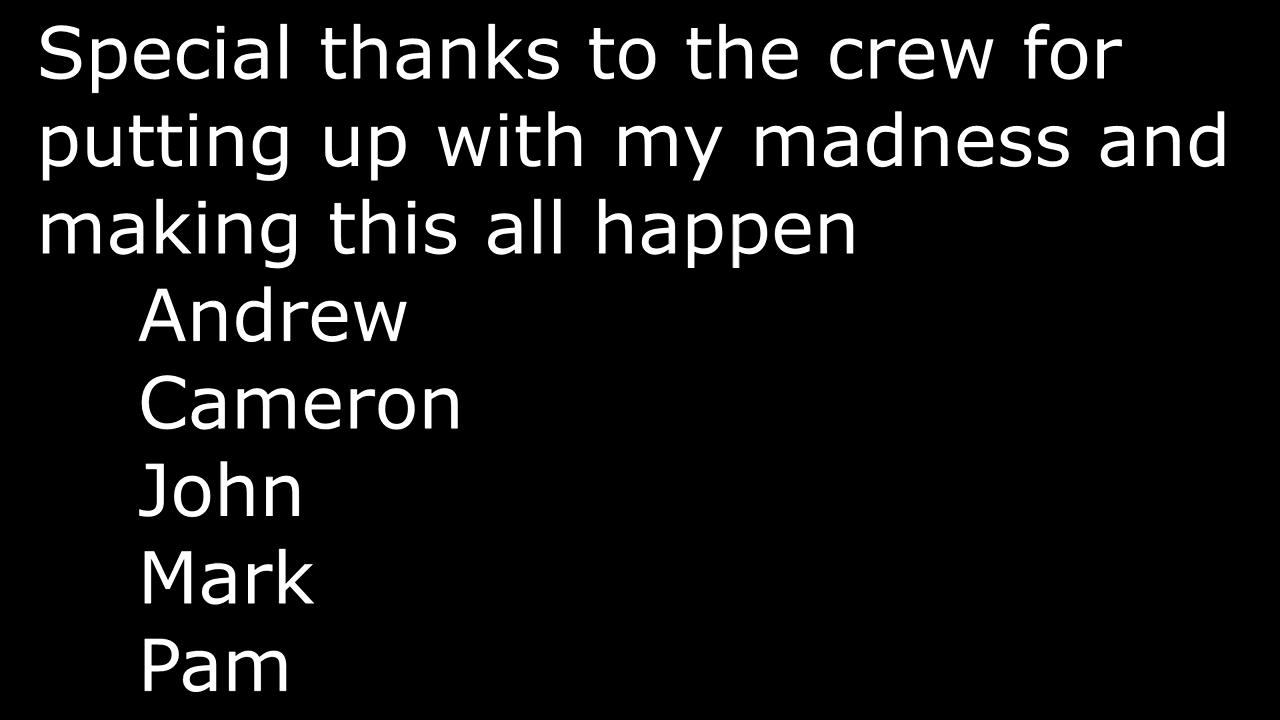 Special thanks to the crew for
putting up with my madness and
making this all happen
Andrew
Cameron
John
Mark
Pam